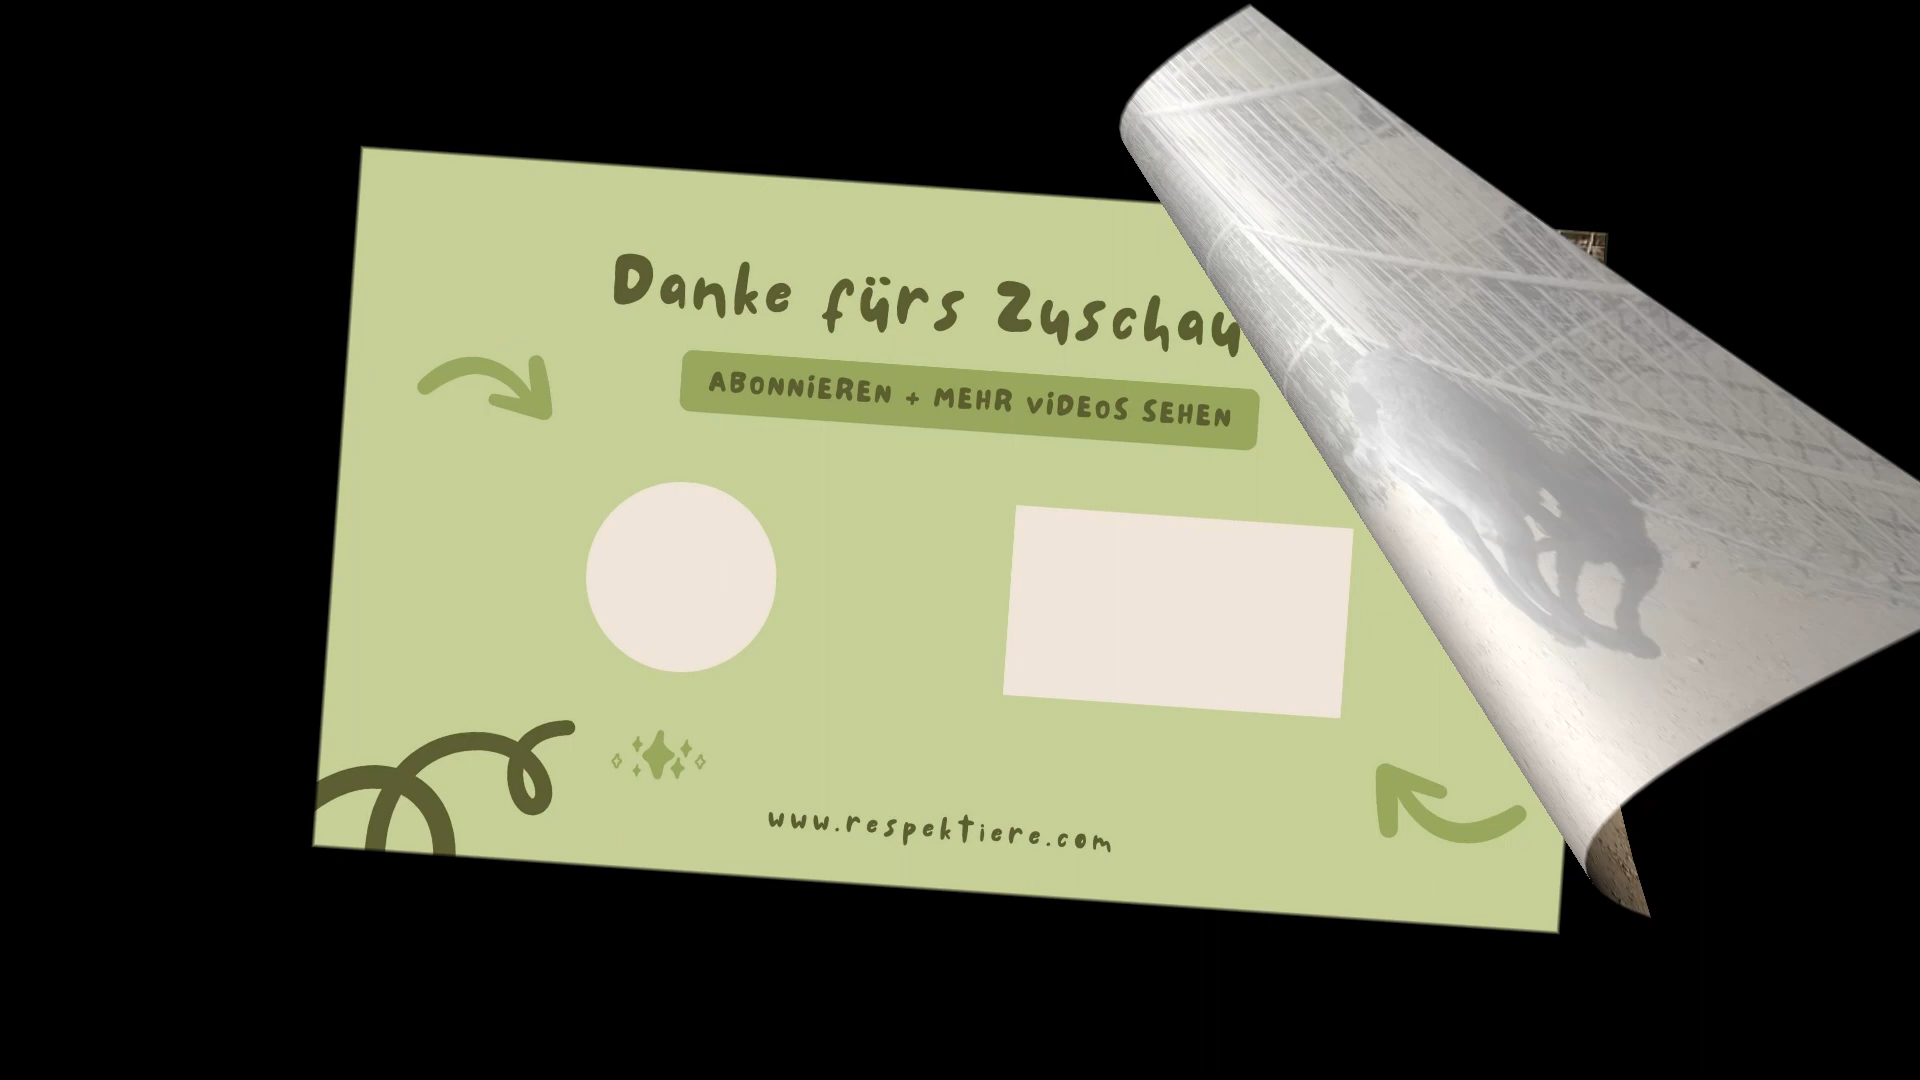 Danke fürs Zuschau
ABONNIEREN + MEHR VIDEOS SEHEN
www.respektiere.com